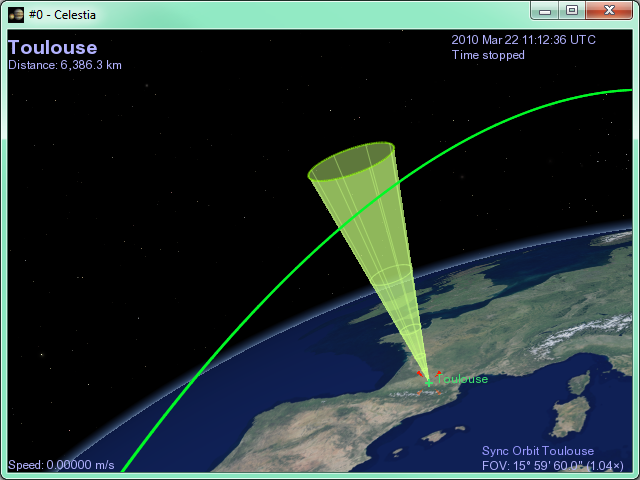 #0 - Celestia
Toulouse
Distance: 6,386.3 km
2010 Mar 22 11:12:36 UTC
Time stopped
Toulouse
Speed: 0.00000 m/s
Sync Orbit Toulouse
FOV: 15° 59' 60.0" (1.04×)